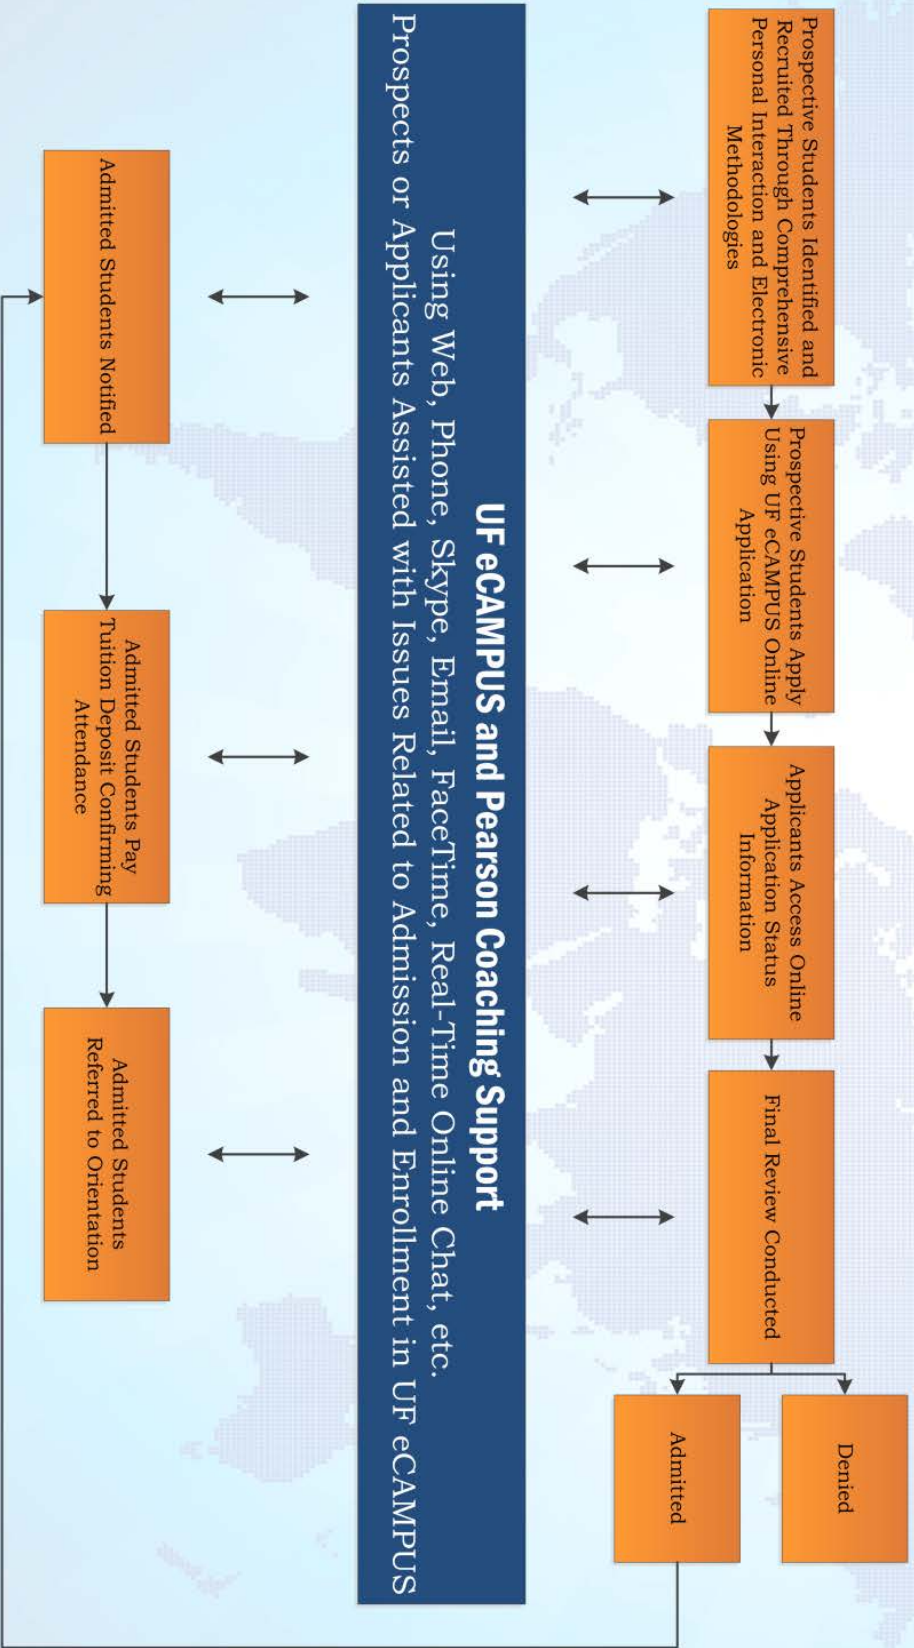 Prospective Students Identified and
Recruited Through Comprehensive
Personal Interaction and Electronic
Methodologies
Prospective Students Apply
Using UF eCAMPUS Online
Application
Applicants Access Online
Application Status
Information
Final Review Conducted
Denied
Admitted
UF eCAMPUS and Pearson Coaching Support
Using Web, Phone, Skype, Email, FaceTime, Real-Time Online Chat, etc.
Prospects or Applicants Assisted with Issues Related to Admission and Enrollment in UF eCAMPUS
Admitted Students Notified
Admitted Students Pay
Tuition Deposit Confirming
Attendance
Admitted Students
Referred to Orientation